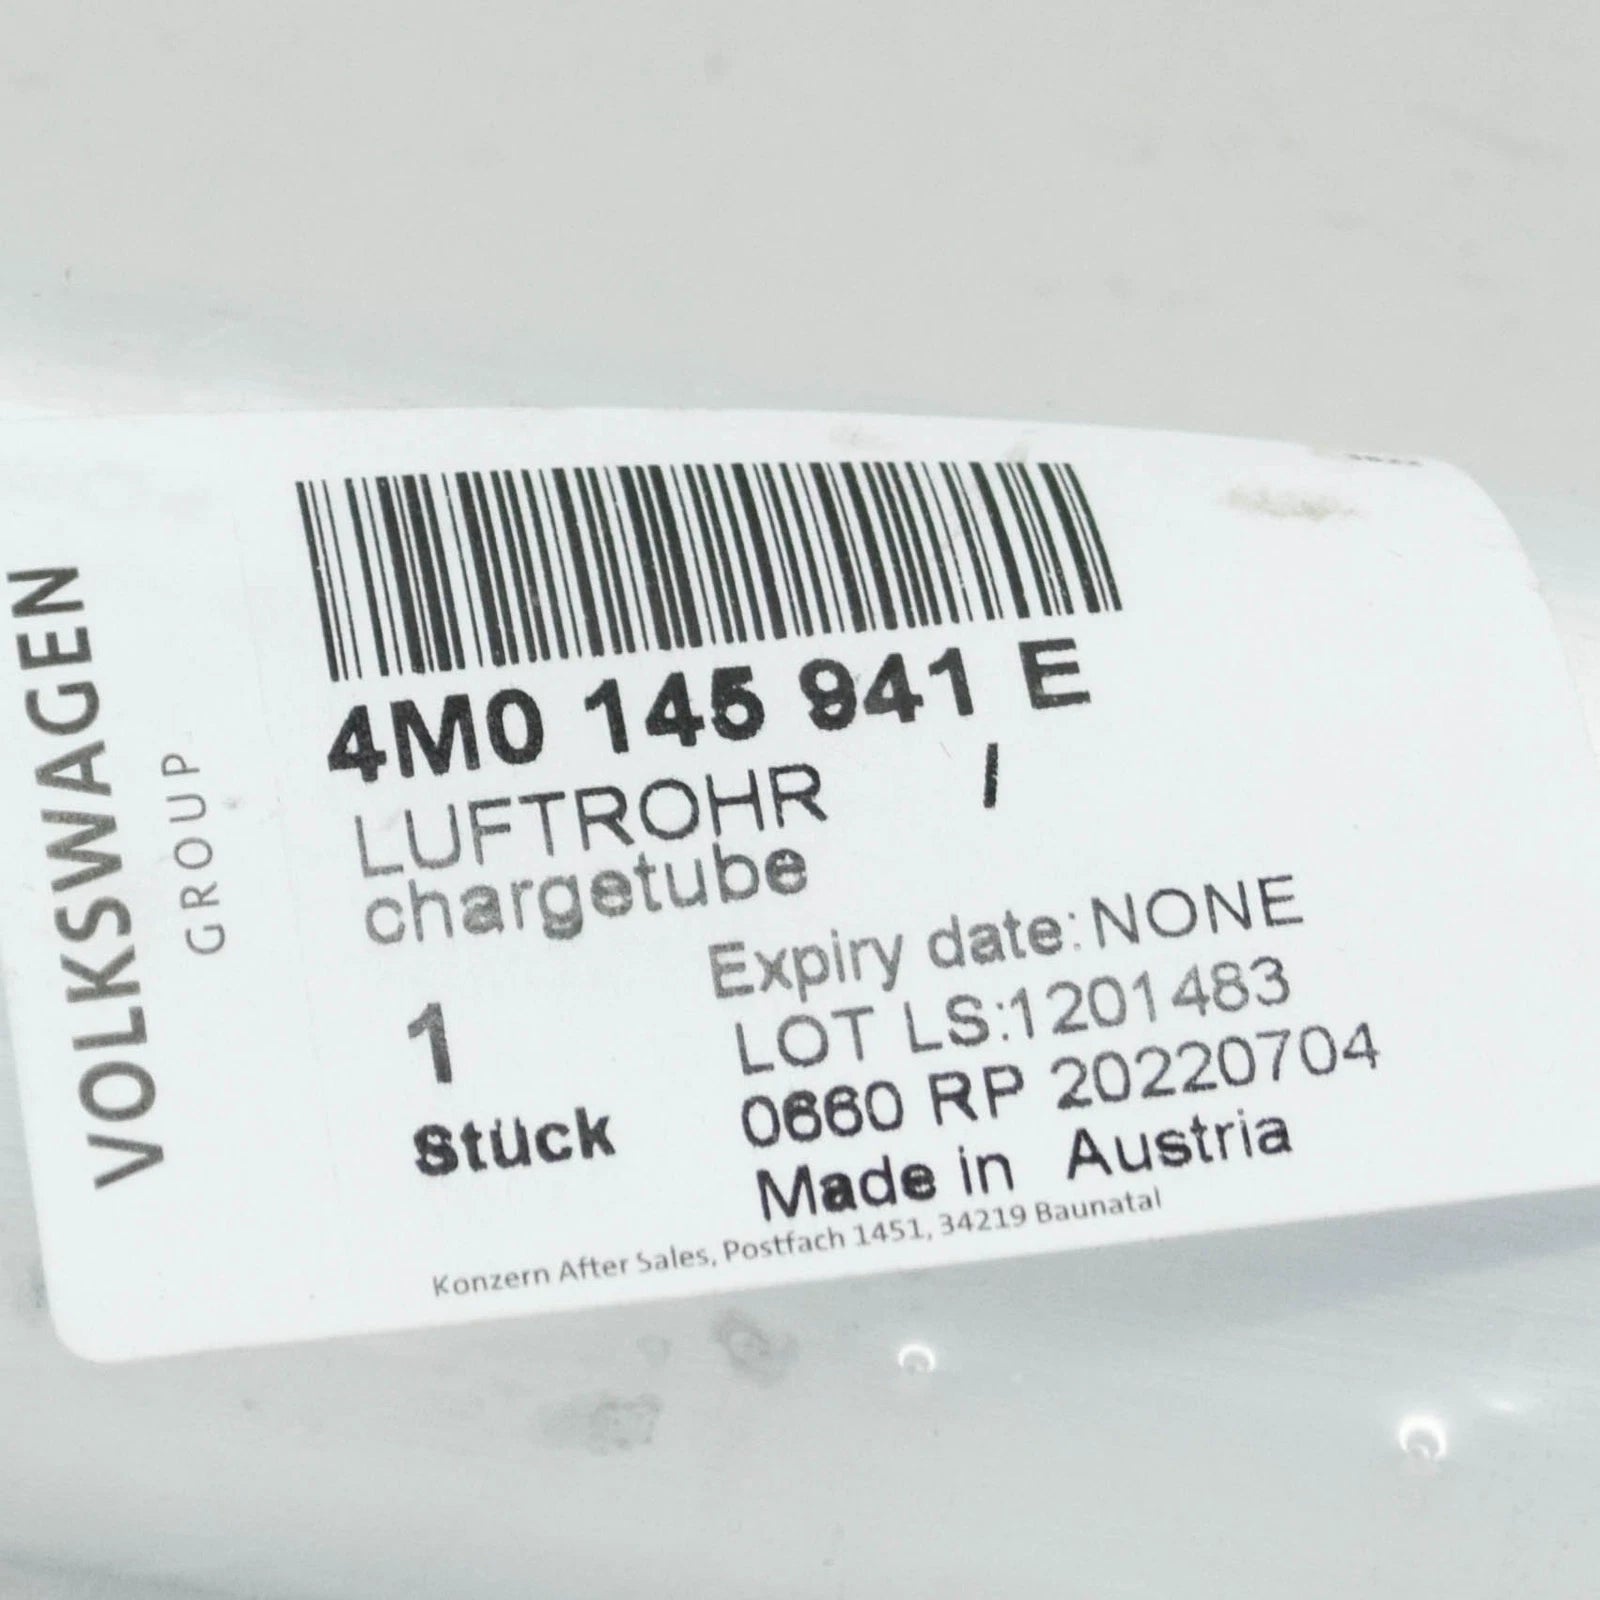 VOLKSWAGEN
GROUP
4M0 145 941 E
LUFTROHR /
chargetube
Expiry date:NONE
LOT LS:1201483
1
0660 RP 20220704
Stück
Made in Austria
Konzern After Sales, Postfach 1451, 34219 Baunatal